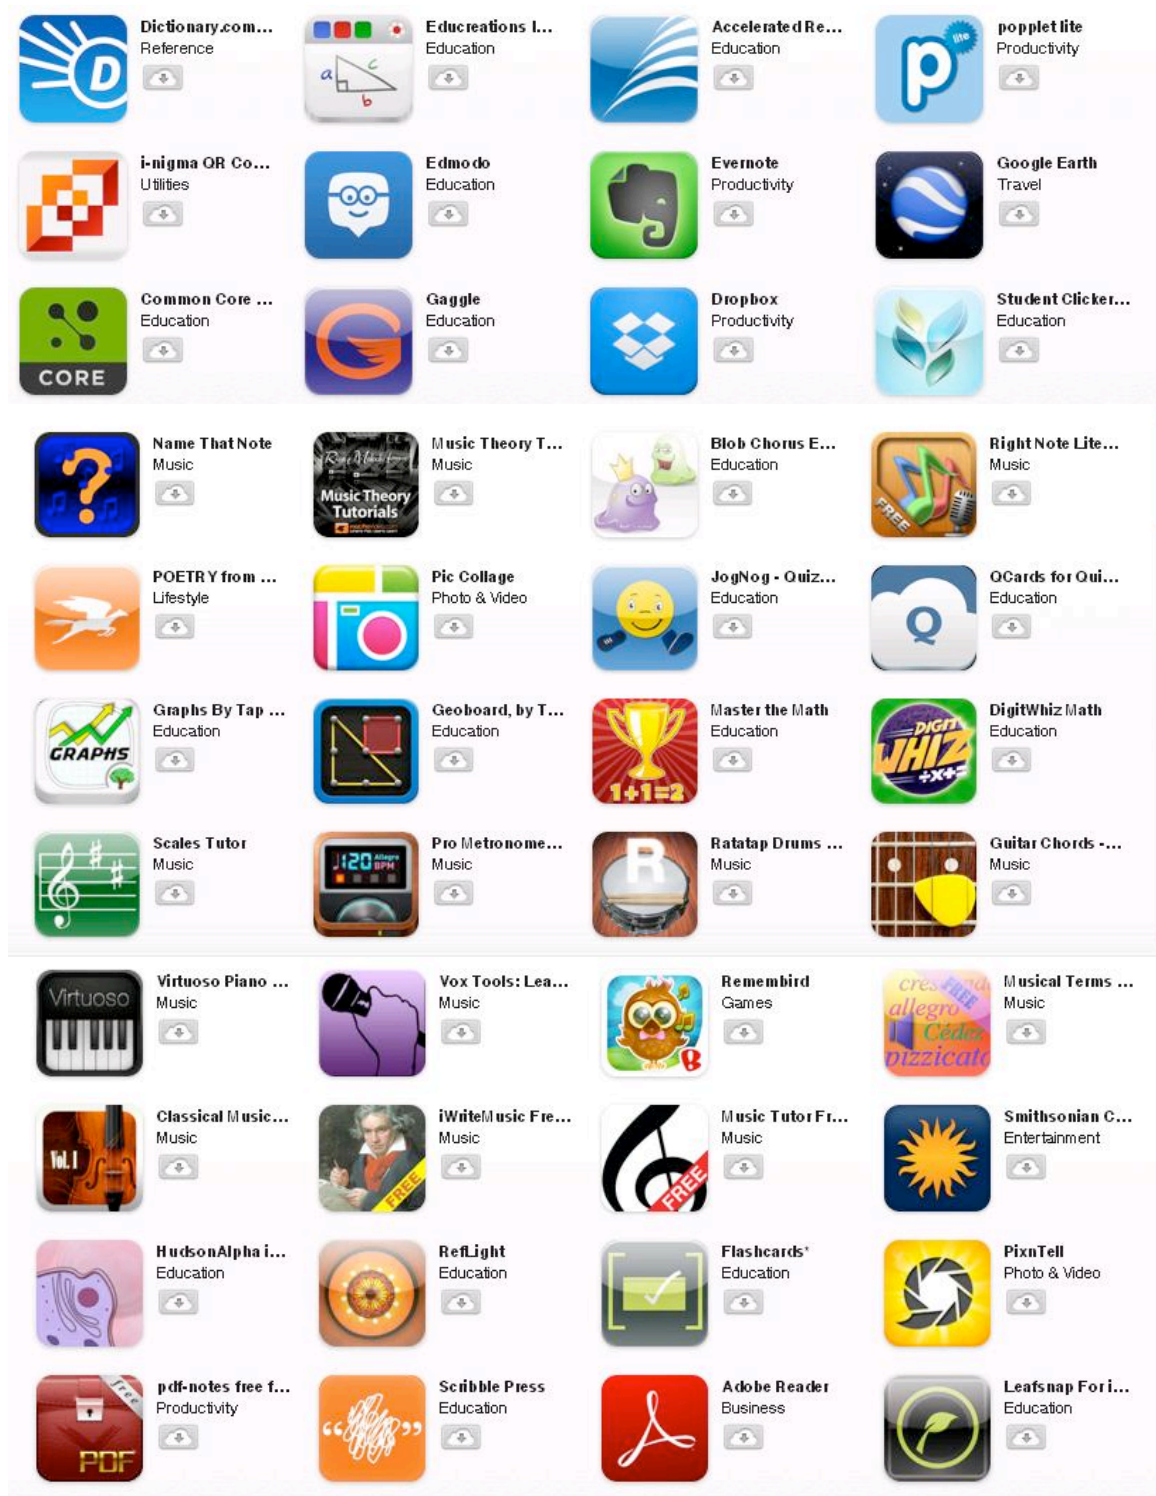 Dictionary.com...
Reference
Educreations I...
Education
a
c
b
Accelerated Re...
Education
popplet lite
Productivity
p
lite
D
i-nigma QR Co...
Utilities
Edmodo
Education
Evernote
Productivity
Google Earth
Travel
Common Core ...
Education
CORE
Gaggle
Education
G
Dropbox
Productivity
Student Clicker...
Education
Name That Note
Music
?
Music Theory T...
Music
Music Theory
Tutorials
Blob Chorus E...
Education
Right Note Lite...
Music
FREE
POETRY from ...
Lifestyle
Pic Collage
Photo & Video
JogNog - Quiz...
Education
QCards for Qui...
Education
Q
Graphs By Tap ...
Education
GRAPHS
Geoboard, by T...
Education
Master the Math
Education
1+1=2
DigitWhiz Math
Education
DIGIT
WHIZ
÷x+=
Scales Tutor
Music
Pro Metronome...
Music
120 Allegro
BPM
Ratatap Drums ...
Music
R
Guitar Chords -...
Music
Virtuoso Piano ...
Music
Virtuoso
Vox Tools: Lea...
Music
Remembird
Games
Musical Terms ...
Music
FREE
allegro
Cédez
pizzicato
Classical Music...
Music
Vol. I
iWriteMusic Fre...
Music
FREE
Music Tutor Fr...
Music
FREE
Smithsonian C...
Entertainment
HudsonAlpha i...
Education
RefLight
Education
Flashcards*
Education
PixnTell
Photo & Video
pdf-notes free f...
Productivity
free
PDF
Scribble Press
Education
Adobe Reader
Business
Leafsnap For i...
Education